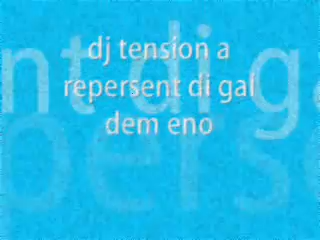 dj tension a
repersent di gal
dem eno